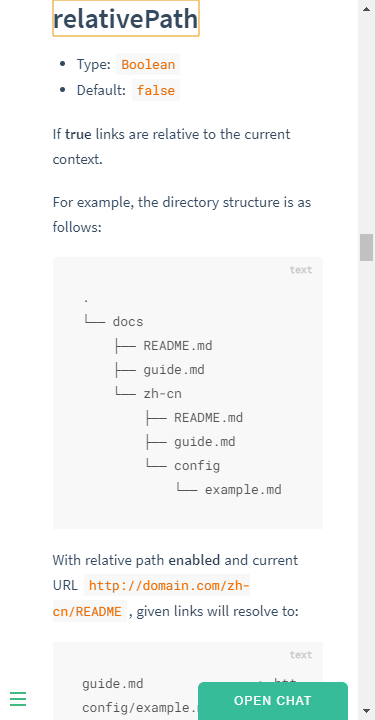 relativePath
• Type: Boolean
• Default: false
If true links are relative to the current
context.
For example, the directory structure is as
follows:
text
.
└── docs
    ├── README.md
    ├── guide.md
    └── zh-cn
        ├── README.md
        ├── guide.md
        └── config
            └── example.md
With relative path enabled and current
URL http://domain.com/zh-
cn/README , given links will resolve to:
text
guide.md
config/example.
OPEN CHAT